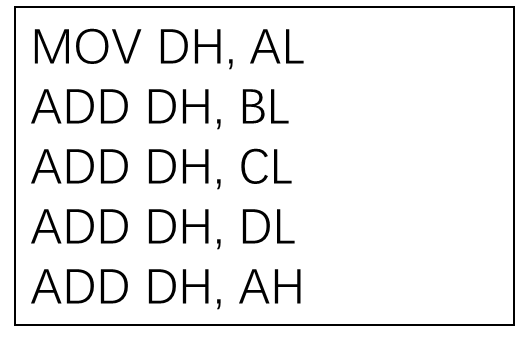 MOV DH, AL
ADD DH, BL
ADD DH, CL
ADD DH, DL
ADD DH, AH